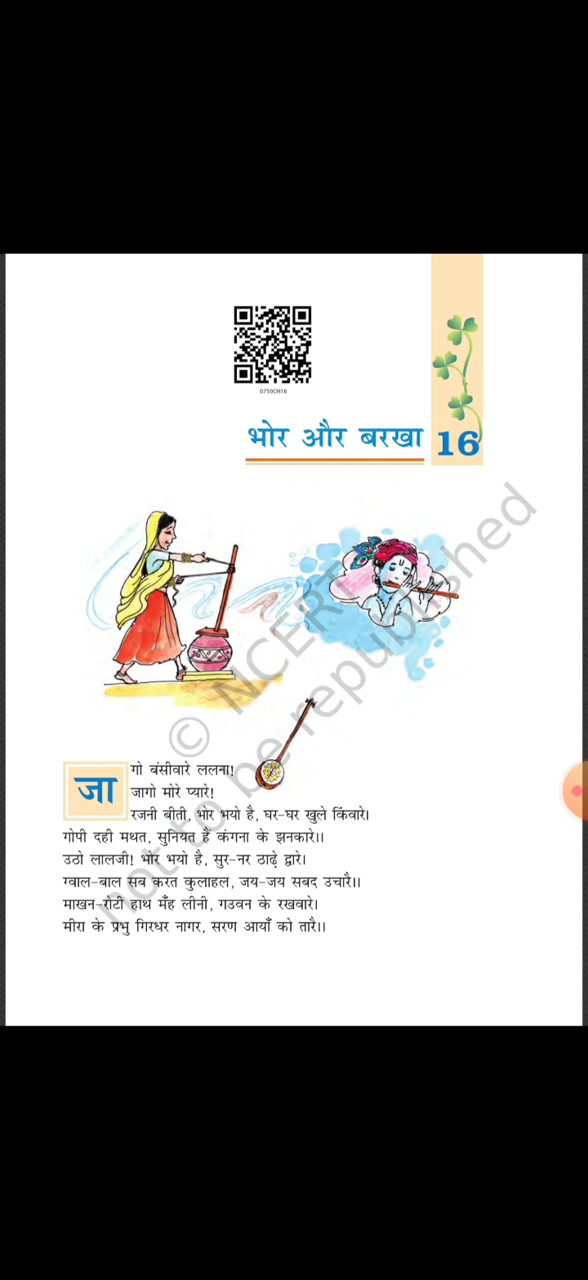 0750CH16
भोर और बरखा 16
जागो बंसीवारे ललना!
जागो मोरे प्यारे!
रजनी बीती, भोर भयो है, घर-घर खुले किंवारे।
गोपी दही मथत, सुनियत हैं कंगना के झनकारे।।
उठो लालजी! भोर भयो है, सुर-नर ठाढ़े द्वारे।
ग्वाल-बाल सब करत कुलाहल, जय-जय सबद उचारै।।
माखन-रोटी हाथ मँह लीनी, गउवन के रखवारे।
मीरा के प्रभु गिरधर नागर, सरण आयाँ को तारै।।
© NCERT
not to be republished